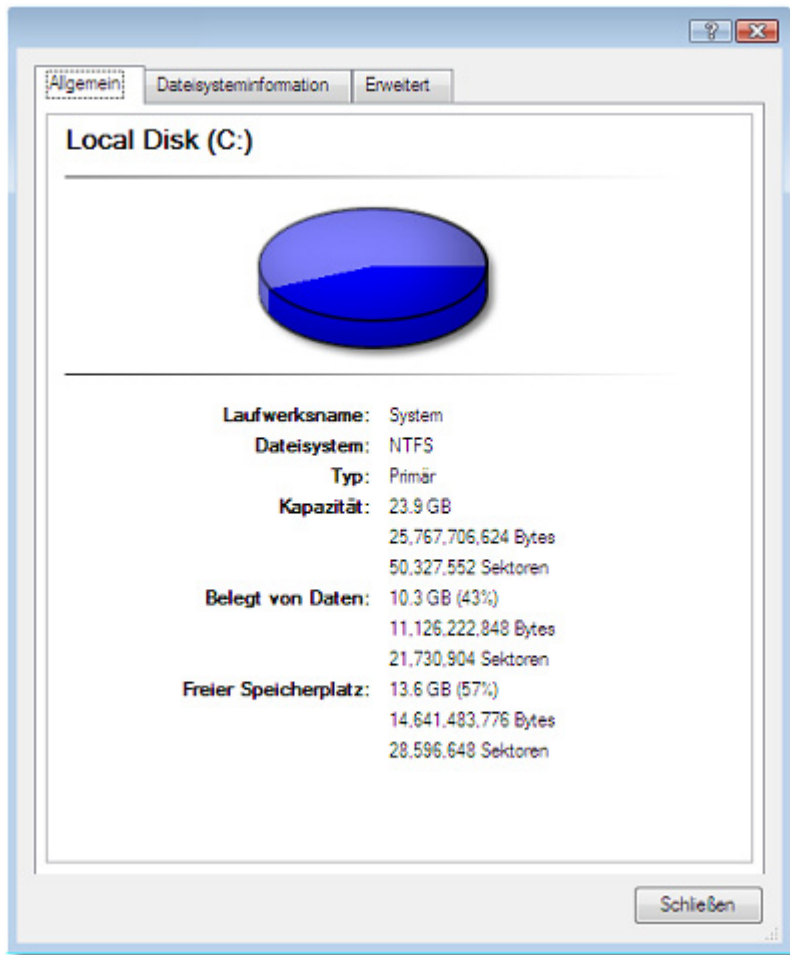 Allgemein Dateisysteminformation Erweitert
Local Disk (C:)
Laufwerksname: System
Dateisystem: NTFS
Typ: Primär
Kapazität: 23.9 GB
25,767,706,624 Bytes
50,327,552 Sektoren
Belegt von Daten: 10.3 GB (43%)
11,126,222,848 Bytes
21,730,904 Sektoren
Freier Speicherplatz: 13.6 GB (57%)
14,641,483,776 Bytes
28,596,648 Sektoren
Schließen